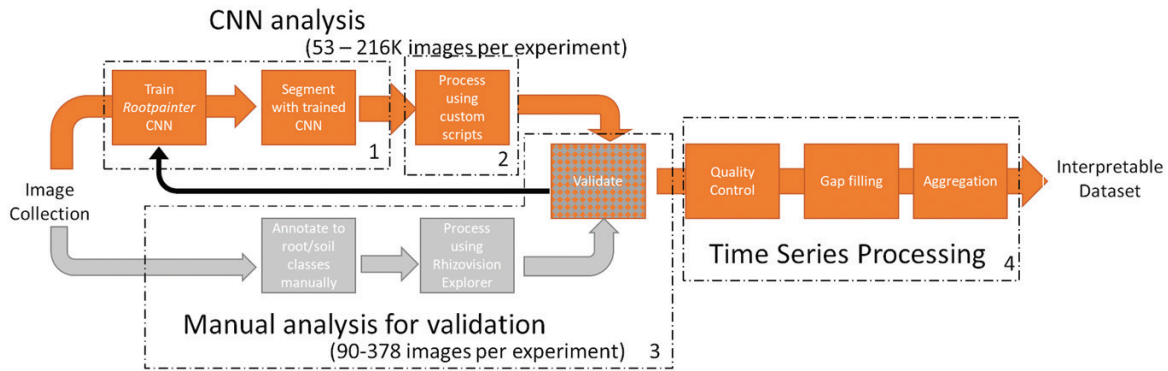 CNN analysis
(53 – 216K images per experiment)
Train
Rootpainter
CNN
Segment
with trained
CNN
1
Process
using
custom
scripts
2
Image
Collection
Validate
Quality
Control
Gap filling
Aggregation
Interpretable
Dataset
Annotate to
root/soil
classes
manually
Process
using
Rhizovision
Explorer
Time Series Processing
4
Manual analysis for validation
(90-378 images per experiment)
3